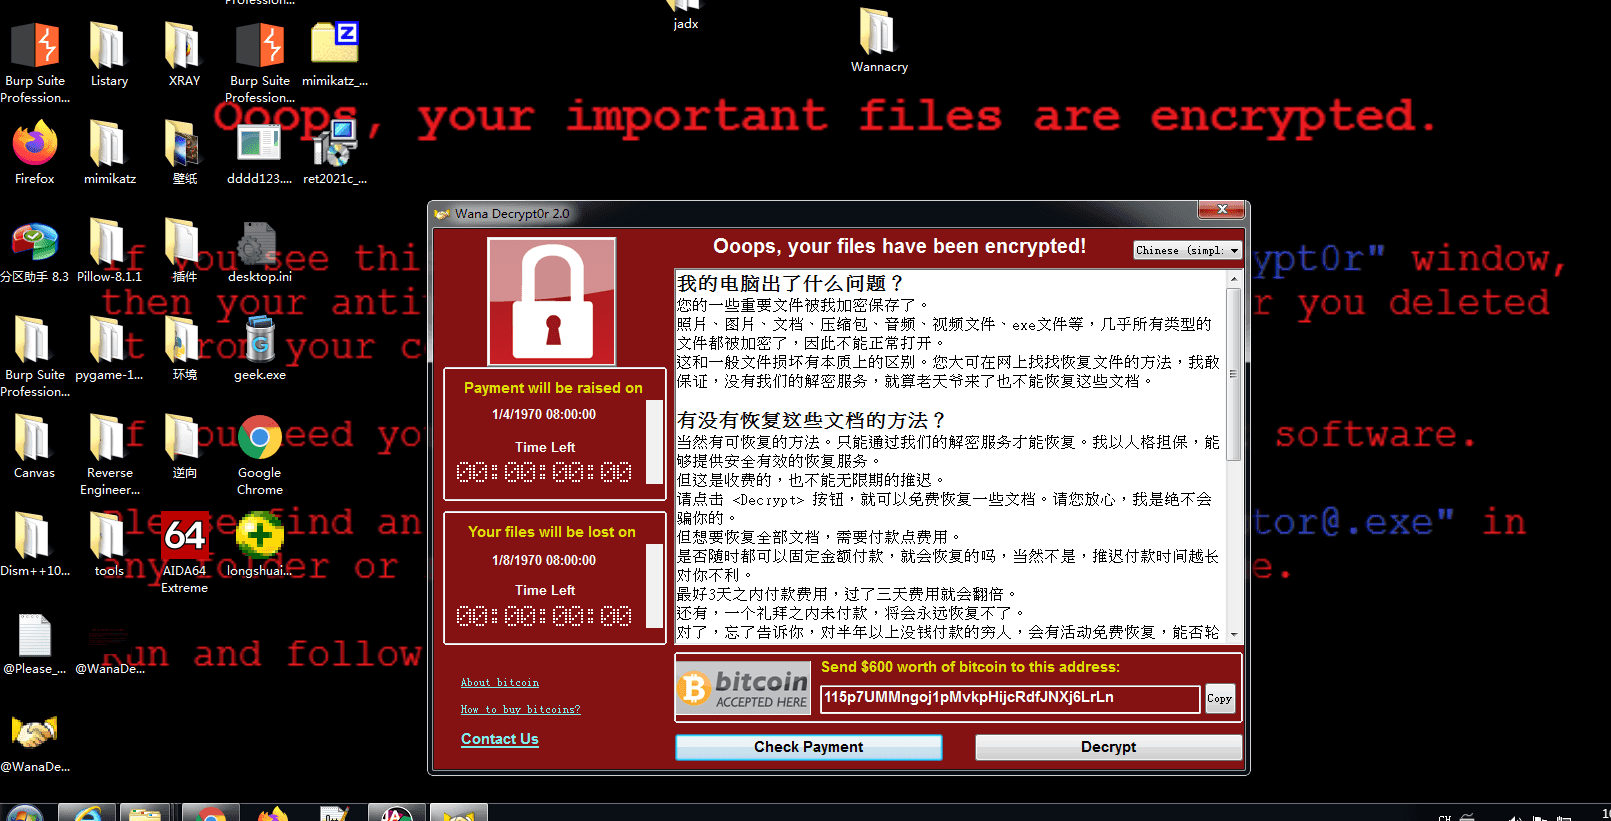 Profession...
jadx
Burp Suite
Profession...
Listary
XRAY
Burp Suite
Profession...
mimikatz_...
Wannacry
Ooops, your important files are encrypted.
Firefox
mimikatz
壁纸
dddd123....
ret2021c_...
分区助手 8.3
Pillow-8.1.1
插件
desktop.ini
If you see thi
ypt0r" window,
then your anti
r you deleted
it from your c
Burp Suite
Profession...
pygame-1...
环境
geek.exe
If you need yo
software.
Canvas
Reverse
Engineer...
逆向
Google
Chrome
Please find an
tor@.exe" in
any folder or
e.
Dism++10...
tools
64
AIDA64
Extreme
longshuai...
Run and follow
@Please_...
@WanaDe...
@WanaDe...
Wana Decrypt0r 2.0
Ooops, your files have been encrypted!
Chinese (simpl:
Payment will be raised on
1/4/1970 08:00:00
Time Left
00:00:00:00
Your files will be lost on
1/8/1970 08:00:00
Time Left
00:00:00:00
About bitcoin
How to buy bitcoins?
Contact Us
我的电脑出了什么问题？
您的一些重要文件被我加密保存了。
照片、图片、文档、压缩包、音频、视频文件、exe文件等，几乎所有类型的
文件都被加密了，因此不能正常打开。
这和一般文件损坏有本质上的区别。您大可在网上找找恢复文件的方法，我敢
保证，没有我们的解密服务，就算老天爷来了也不能恢复这些文档。
有没有恢复这些文档的方法？
当然有可恢复的方法。只能通过我们的解密服务才能恢复。我以人格担保，能
够提供安全有效的恢复服务。
但这是收费的，也不能无限期的推迟。
请点击 <Decrypt> 按钮，就可以免费恢复一些文档。请您放心，我是绝不会
骗你的。
但想要恢复全部文档，需要付款点费用。
是否随时都可以固定金额付款，就会恢复的吗，当然不是，推迟付款时间越长
对你不利。
最好3天之内付款费用，过了三天费用就会翻倍。
还有，一个礼拜之内未付款，将会永远恢复不了。
对了，忘了告诉你，对半年以上没钱付款的穷人，会有活动免费恢复，能否轮
bitcoin
ACCEPTED HERE
Send $600 worth of bitcoin to this address:
115p7UMMngoj1pMvkpHijcRdfJNXj6LrLn
Copy
Check Payment
Decrypt